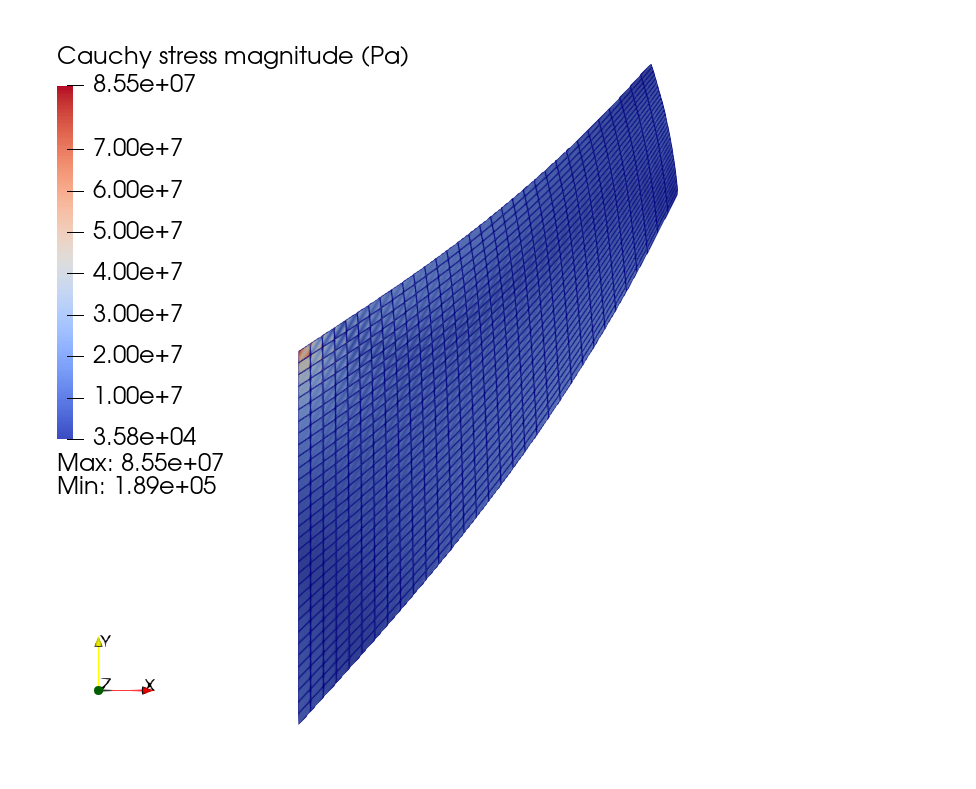 Cauchy stress magnitude (Pa)
8.55e+07
7.00e+7
6.00e+7
5.00e+7
4.00e+7
3.00e+7
2.00e+7
1.00e+7
3.58e+04
Max: 8.55e+07
Min: 1.89e+05
Y
Z
X